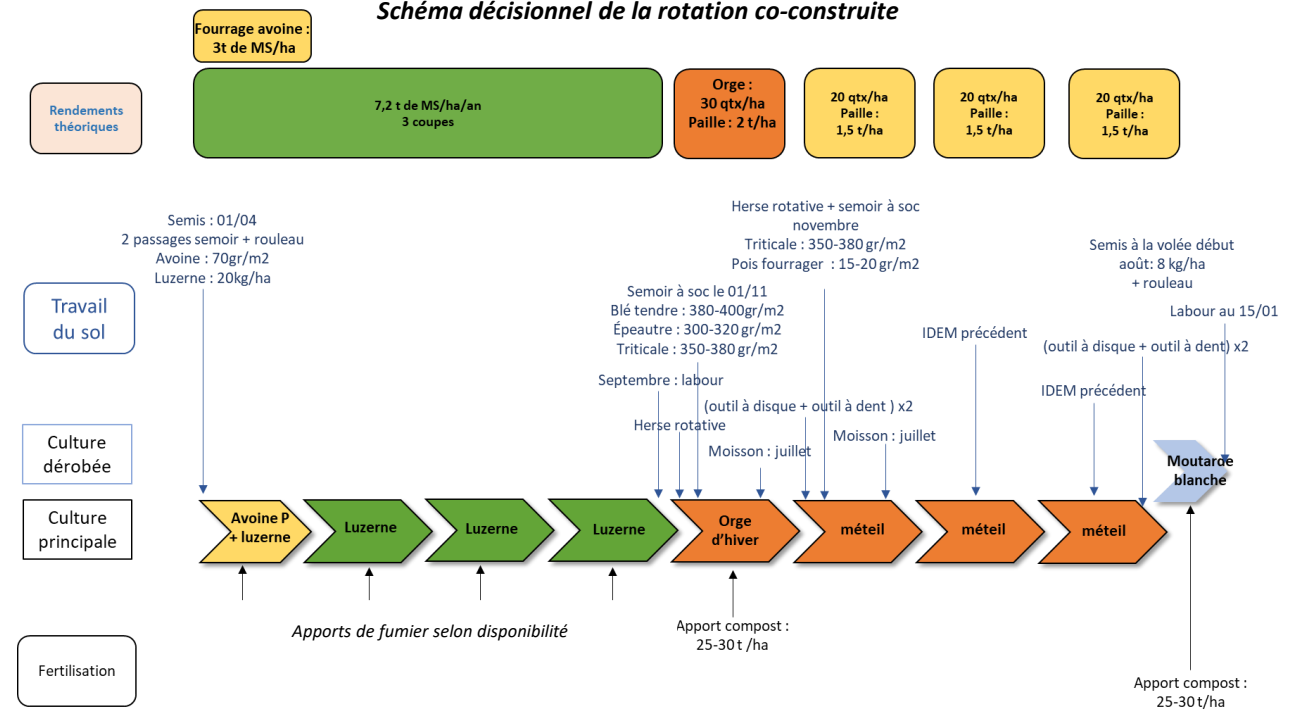 Schéma décisionnel de la rotation co-construite
Fourrage avoine :
3t de MS/ha
Rendements
théoriques
7,2 t de MS/ha/an
3 coupes
Orge :
30 qtx/ha
Paille : 2 t/ha
20 qtx/ha
Paille :
1,5 t/ha
20 qtx/ha
Paille :
1,5 t/ha
20 qtx/ha
Paille :
1,5 t/ha
Travail
du sol
Semis : 01/04
2 passages semoir + rouleau
Avoine : 70gr/m2
Luzerne : 20kg/ha
Septembre : labour
Herse rotative
Semoir à soc le 01/11
Blé tendre : 380-400gr/m2
Épeautre : 300-320 gr/m2
Triticale : 350-380 gr/m2
Moisson : juillet
(outil à disque + outil à dent ) x2
Herse rotative + semoir à soc
novembre
Triticale : 350-380 gr/m2
Pois fourrager : 15-20 gr/m2
Moisson : juillet
IDEM précédent
IDEM précédent
(outil à disque + outil à dent) x2
Semis à la volée début
août: 8 kg/ha
+ rouleau
Labour au 15/01
Culture
dérobée
Moutarde
blanche
Culture
principale
Avoine P
+ luzerne
Luzerne
Luzerne
Luzerne
Orge
d'hiver
méteil
méteil
méteil
Fertilisation
Apports de fumier selon disponibilité
Apport compost :
25-30 t /ha
Apport compost :
25-30 t/ha